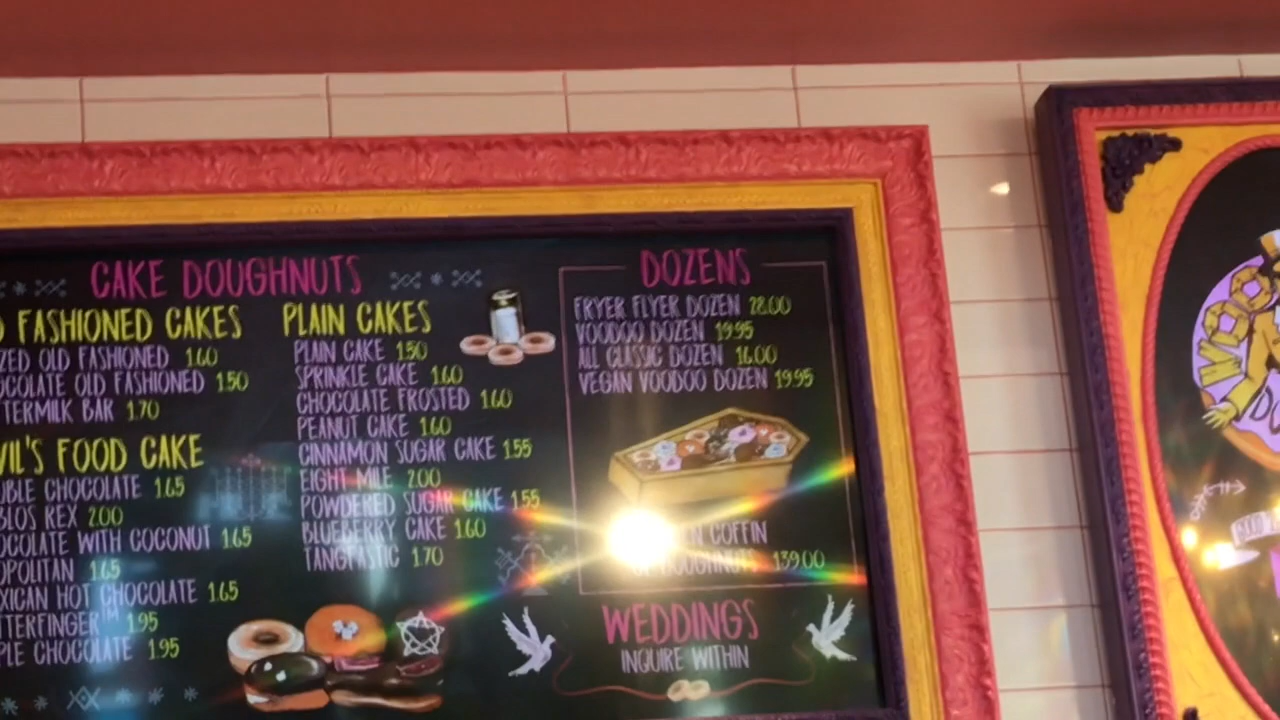 CAKE DOUGHNUTS
FASHIONED CAKES
OLD FASHIONED 1.60
OLD FASHIONED 1.50
BAR 1.70
FOOD CAKE
CHOCOLATE 1.65
REX 2.00
WITH COCONUT 1.65
1.65
HOT CHOCOLATE 1.65
1.95
CHOCOLATE 1.95
PLAIN CAKES
PLAIN CAKE 1.50
SPRINKLE CAKE 1.60
CHOCOLATE FROSTED 1.60
PEANUT CAKE 1.60
CINNAMON SUGAR CAKE 1.55
EIGHT MILE 2.00
POWDERED SUGAR CAKE 1.55
BLUEBERRY CAKE 1.60
TANGTASTIC 1.70
DOZENS
FRYER FLYER DOZEN 28.00
VOODOO DOZEN 19.95
ALL CLASSIC DOZEN 16.00
VEGAN VOODOO DOZEN 19.95
COFFIN
DOUGHNUTS 139.00
WEDDINGS
INQUIRE WITHIN